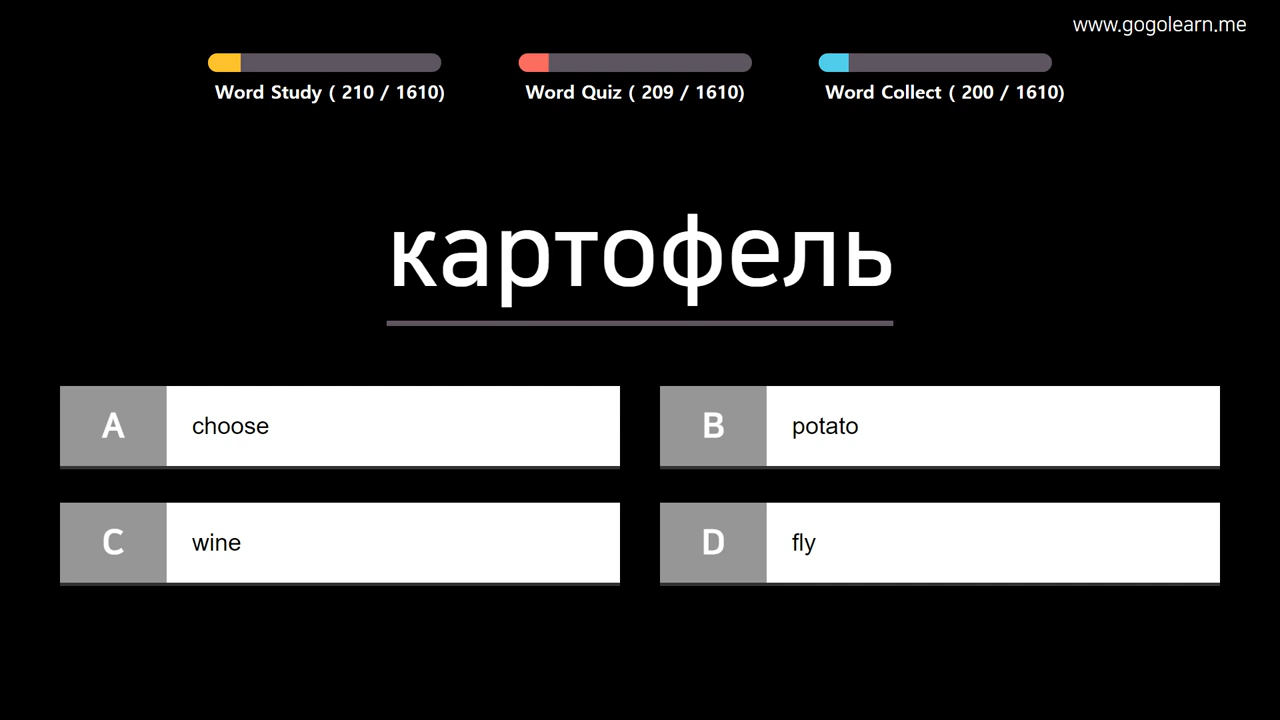 www.gogolearn.me
Word Study ( 210 / 1610)
Word Quiz ( 209 / 1610)
Word Collect ( 200 / 1610)
картофель
A choose
B potato
C wine
D fly